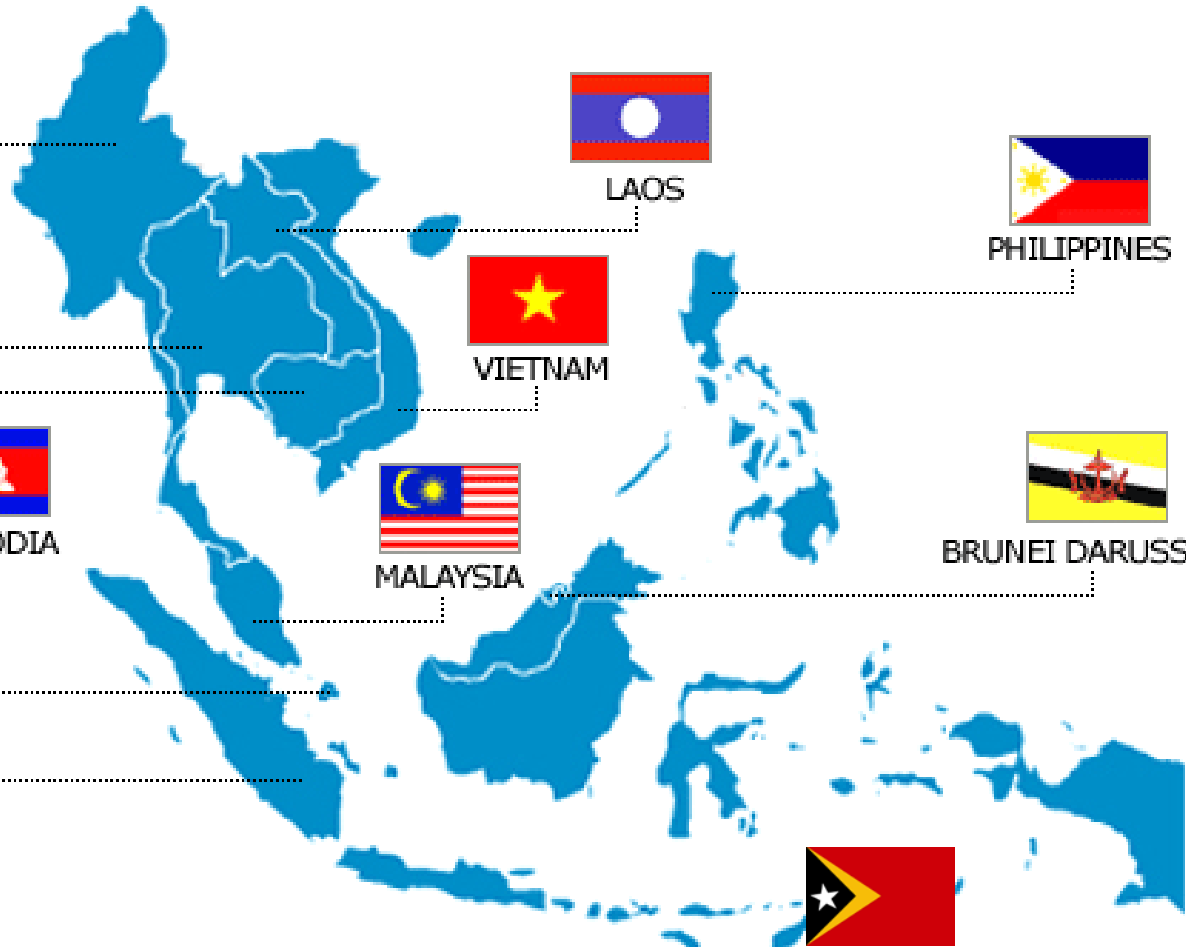 LAOS
PHILIPPINES
VIETNAM
ODIA
BRUNEI DARUSS
MALAYSIA